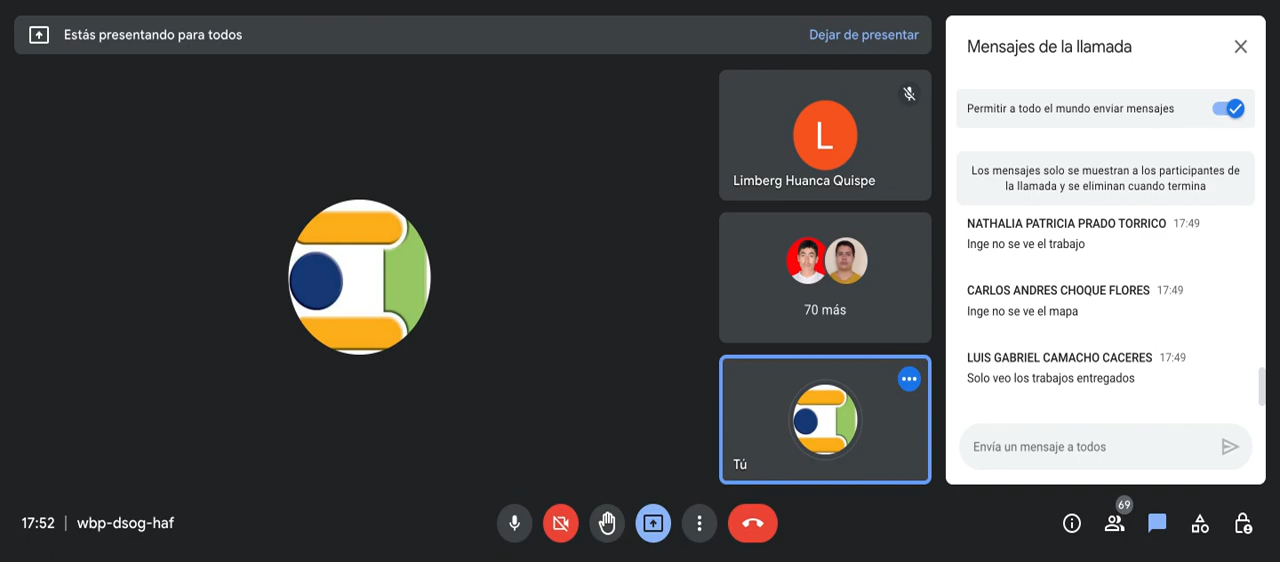 Estás presentando para todos
Dejar de presentar
L
Limberg Huanca Quispe
70 más
Tú
Mensajes de la llamada
Permitir a todo el mundo enviar mensajes
Los mensajes solo se muestran a los participantes de
la llamada y se eliminan cuando termina
NATHALIA PATRICIA PRADO TORRICO 17:49
Inge no se ve el trabajo
CARLOS ANDRES CHOQUE FLORES 17:49
Inge no se ve el mapa
LUIS GABRIEL CAMACHO CACERES 17:49
Solo veo los trabajos entregados
Envía un mensaje a todos
17:52 | wbp-dsog-haf
69